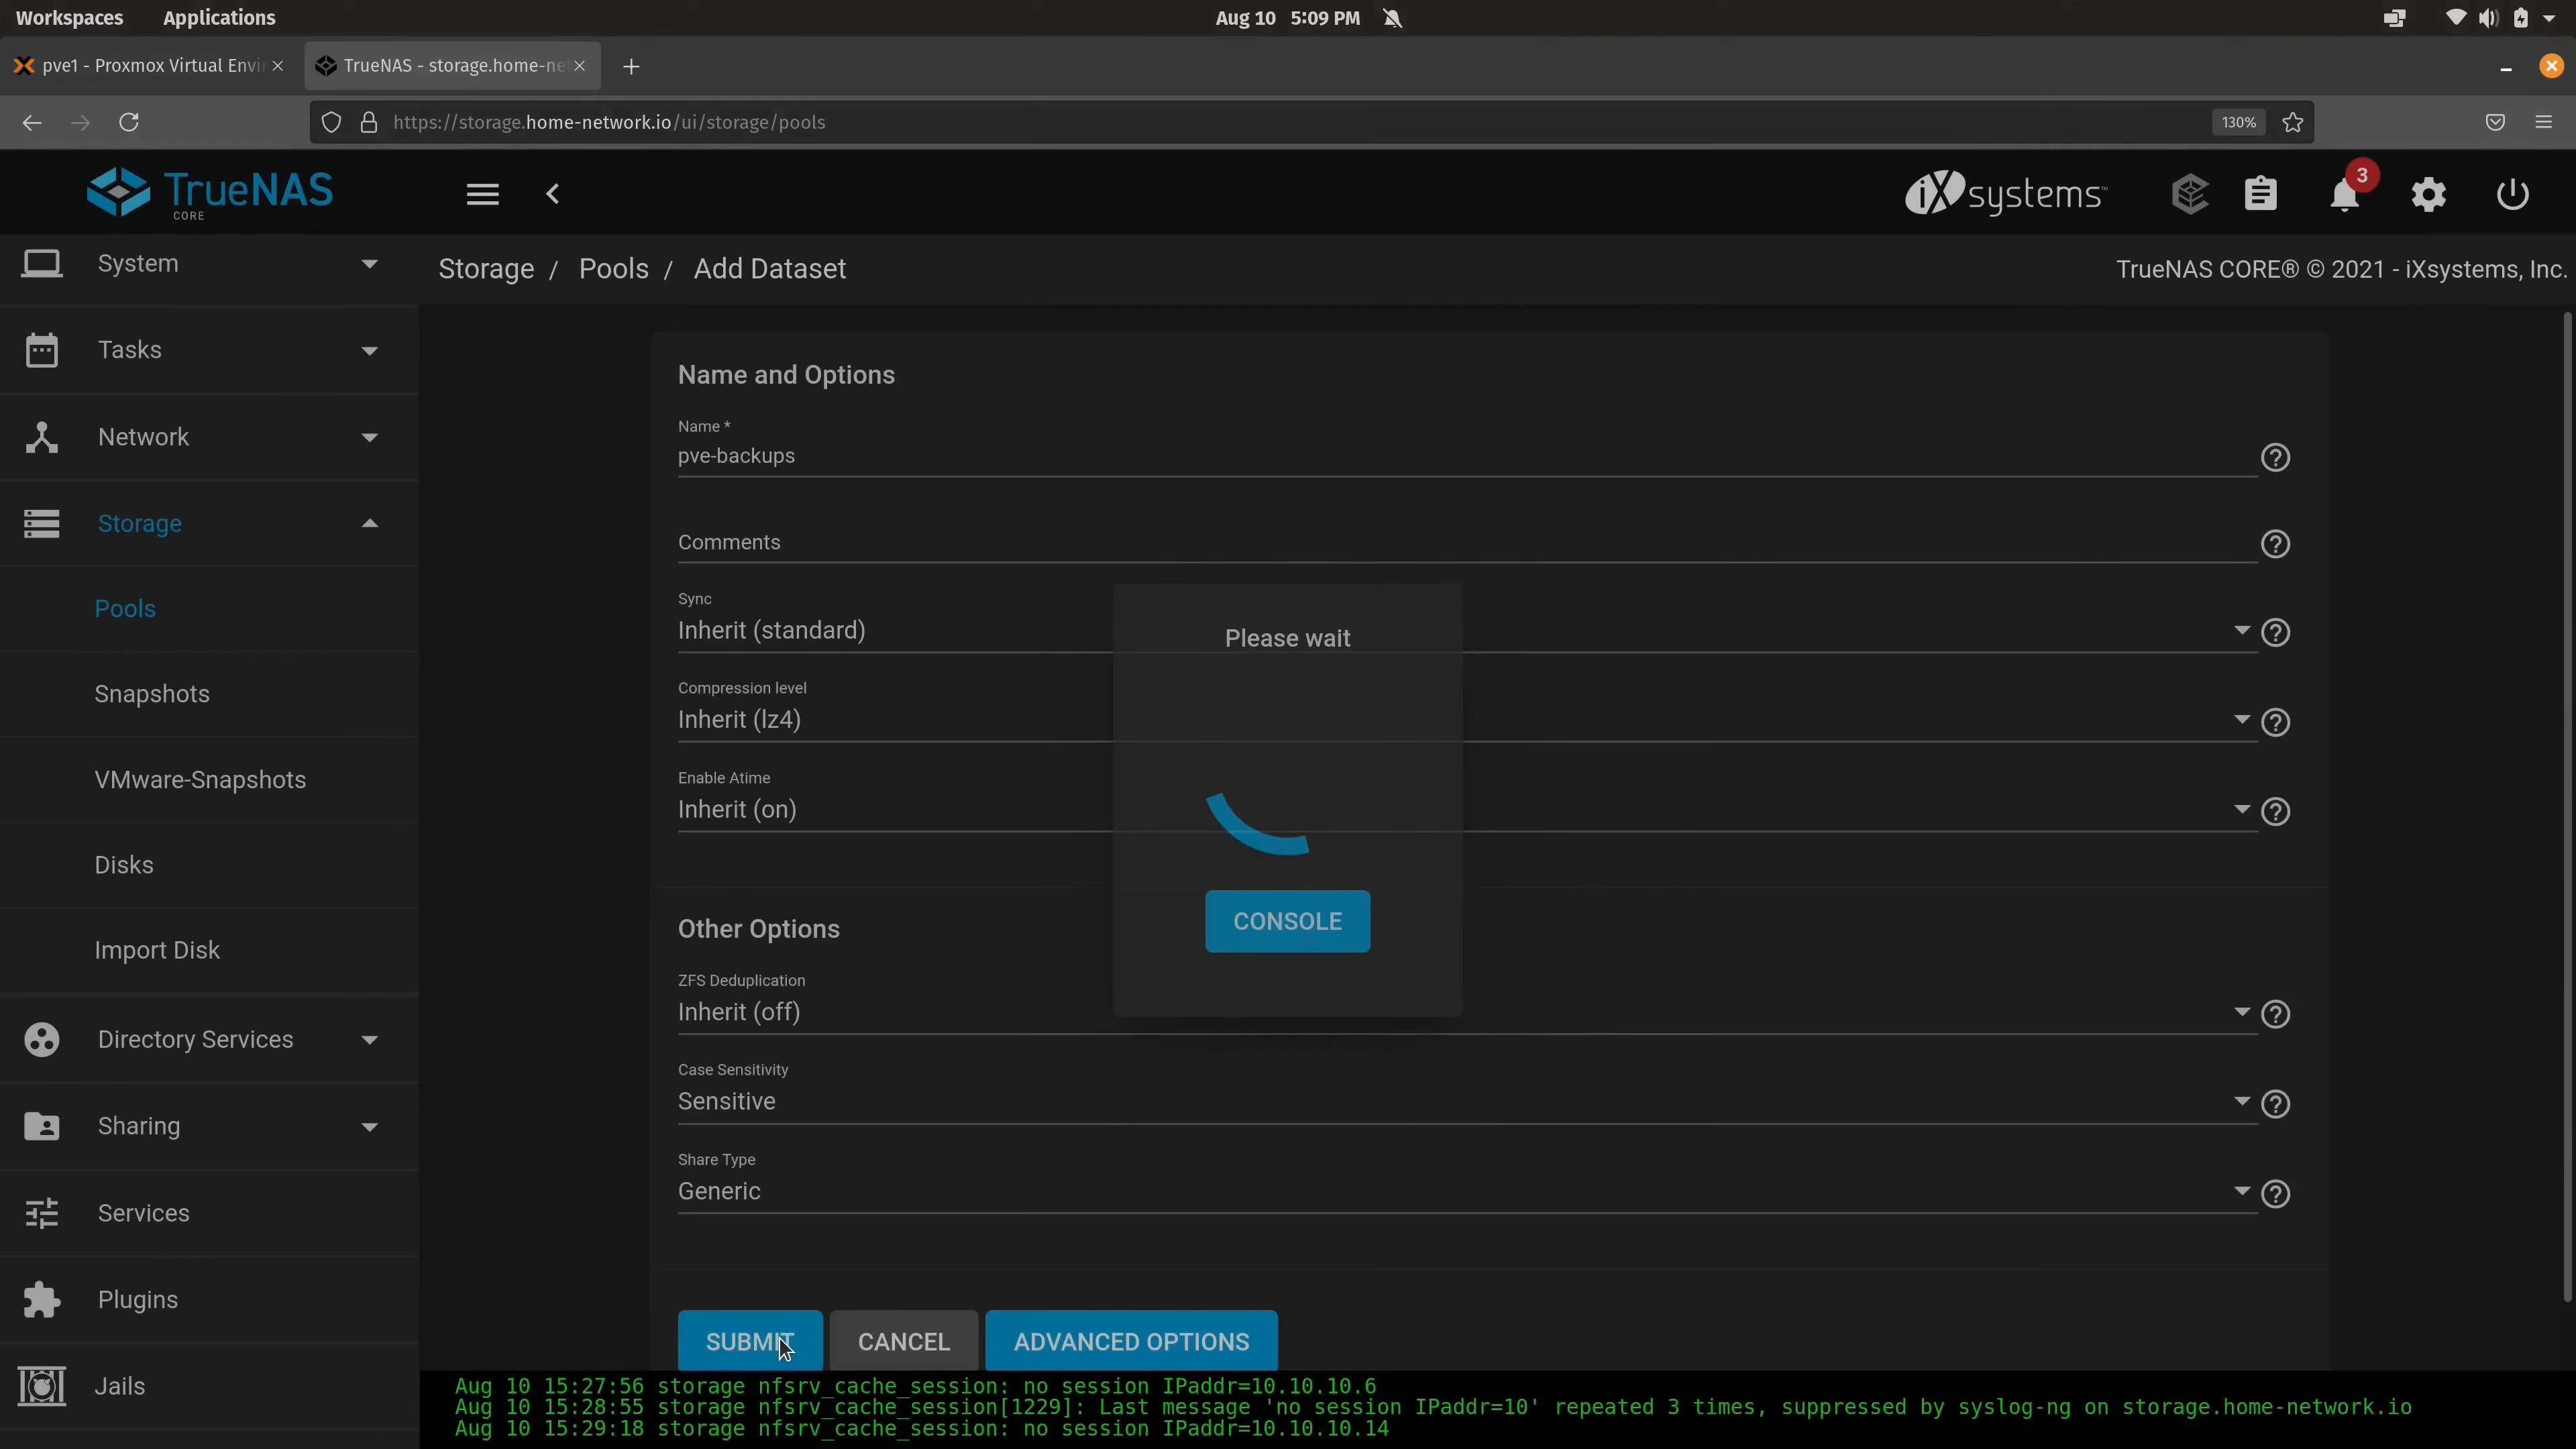 Workspaces Applications Aug 10 5:09 PM
pve1 - Proxmox Virtual Envir TrueNAS - storage.home-ne
https://storage.home-network.io/ui/storage/pools 130%
TrueNAS CORE iXsystems™ 3
System
Storage / Pools / Add Dataset TrueNAS CORE® © 2021 - iXsystems, Inc.
Tasks
Network
Storage
Pools
Snapshots
VMware-Snapshots
Disks
Import Disk
Directory Services
Sharing
Services
Plugins
Jails
Name and Options
Name *
pve-backups
Comments
Sync
Inherit (standard)
Compression level
Inherit (lz4)
Enable Atime
Inherit (on)
Please wait
CONSOLE
Other Options
ZFS Deduplication
Inherit (off)
Case Sensitivity
Sensitive
Share Type
Generic
SUBMIT CANCEL ADVANCED OPTIONS
Aug 10 15:27:56 storage nfsrv_cache_session: no session IPaddr=10.10.10.6
Aug 10 15:28:55 storage nfsrv_cache_session[1229]: Last message 'no session IPaddr=10' repeated 3 times, suppressed by syslog-ng on storage.home-network.io
Aug 10 15:29:18 storage nfsrv_cache_session: no session IPaddr=10.10.10.14